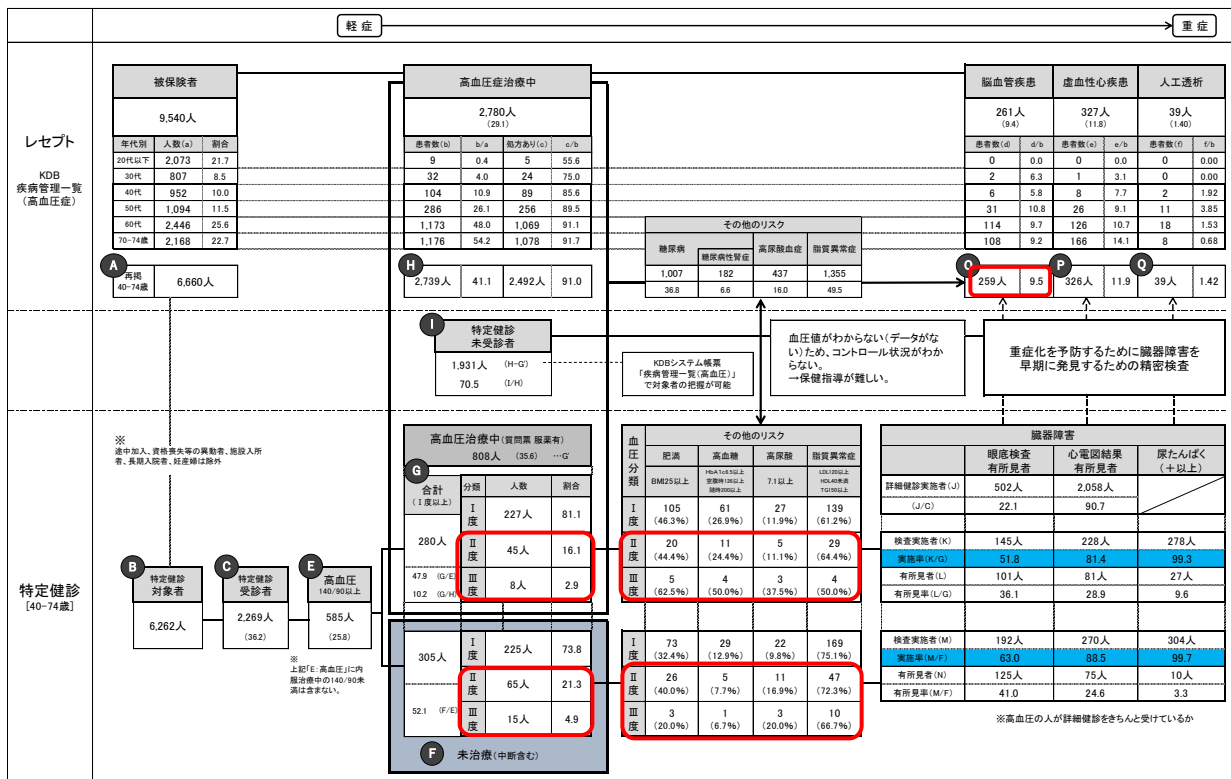 軽症
重症
レセプト
KDB
疾病管理一覧
(高血圧症)
被保険者
9,540人
年代別 人数(a) 割合
20代以下 2,073 21.7
30代 807 8.5
40代 952 10.0
50代 1,094 11.5
60代 2,446 25.6
70-74歳 2,168 22.7
A
再掲
40-74歳
6,660人
高血圧症治療中
2,780人
(29.1)
患者数(b) b/a 処方あり(c) c/b
9 0.4 5 55.6
32 4.0 24 75.0
104 10.9 89 85.6
286 26.1 256 89.5
1,173 48.0 1,069 91.1
1,176 54.2 1,078 91.7
H
2,739人 41.1 2,492人 91.0
その他のリスク
糖尿病 糖尿病性腎症 高尿酸血症 脂質異常症
1,007 182 437 1,355
36.8 6.6 16.0 49.5
脳血管疾患 虚血性心疾患 人工透析
261人 327人 39人
(9.4) (11.8) (1.40)
患者数(d) d/b 患者数(e) e/b 患者数(f) f/b
0 0.0 0 0.0 0 0.00
2 6.3 1 3.1 0 0.00
6 5.8 8 7.7 2 1.92
31 10.8 26 9.1 11 3.85
114 9.7 126 10.7 18 1.53
108 9.2 166 14.1 8 0.68
O P Q
259人 9.5 326人 11.9 39人 1.42
I
特定健診
未受診者
1,931人 (H-G')
70.5 (I/H)
KDBシステム帳票
「疾病管理一覧(高血圧)」
で対象者の把握が可能
血圧値がわからない(データがな
い)ため、コントロール状況がわか
らない。
→保健指導が難しい。
重症化を予防するために臓器障害を
早期に発見するための精密検査
特定健診
[40-74歳]
※
途中加入、資格喪失等の異動者、施設入所
者、長期入院者、妊産婦は除外
B
特定健診
対象者
6,262人
C
特定健診
受診者
2,269人
(36.2)
E
高血圧
140/90以上
585人
(25.8)
※
上記「E:高血圧」に内
服治療中の140/90未
満は含まない。
高血圧治療中(質問票 服薬有)
808人 (35.6) …G'
G
合計
(Ⅰ度以上)
分類 人数 割合
280人
47.9 (G/E)
10.2 (G/H)
Ⅰ度 227人 81.1
Ⅱ度 45人 16.1
Ⅲ度 8人 2.9
305人
52.1 (F/E)
Ⅰ度 225人 73.8
Ⅱ度 65人 21.3
Ⅲ度 15人 4.9
F
未治療(中断含む)
血圧分類
その他のリスク
肥満 高血糖 高尿酸 脂質異常症
BMI25以上
HbA1c6.5以上
空腹時126以上
随時200以上
7.1以上
LDL120以上
HDL40未満
TG150以上
Ⅰ度 105 61 27 139
(46.3%) (26.9%) (11.9%) (61.2%)
Ⅱ度 20 11 5 29
(44.4%) (24.4%) (11.1%) (64.4%)
Ⅲ度 5 4 3 4
(62.5%) (50.0%) (37.5%) (50.0%)
Ⅰ度 73 29 22 169
(32.4%) (12.9%) (9.8%) (75.1%)
Ⅱ度 26 5 11 47
(40.0%) (7.7%) (16.9%) (72.3%)
Ⅲ度 3 1 3 10
(20.0%) (6.7%) (20.0%) (66.7%)
臓器障害
眼底検査
有所見者
心電図結果
有所見者
尿たんぱく
(+以上)
詳細健診実施者(J) 502人 2,058人
(J/C) 22.1 90.7
検査実施者(K) 145人 228人 278人
実施率(K/G) 51.8 81.4 99.3
有所見者(L) 101人 81人 27人
有所見率(L/G) 36.1 28.9 9.6
検査実施者(M) 192人 270人 304人
実施率(M/F) 63.0 88.5 99.7
有所見者(N) 125人 75人 10人
有所見率(M/F) 41.0 24.6 3.3
※高血圧の人が詳細健診をきちんと受けているか